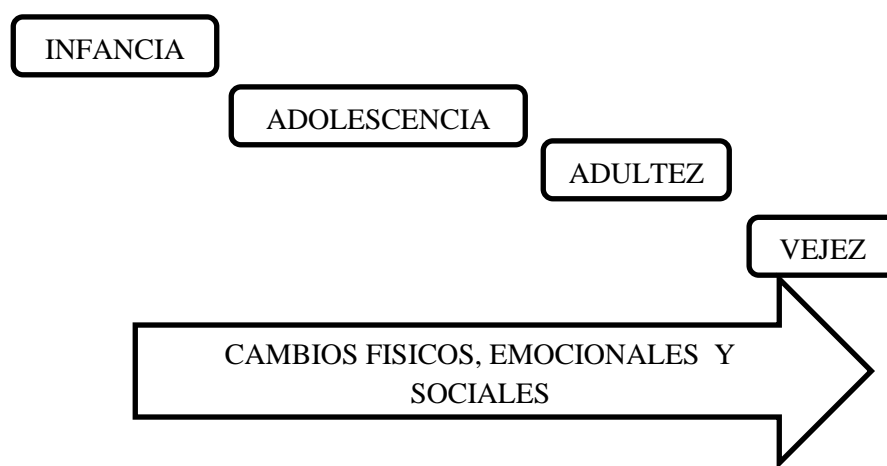 INFANCIA
ADOLESCENCIA
ADULTEZ
VEJEZ
CAMBIOS FISICOS, EMOCIONALES Y
SOCIALES